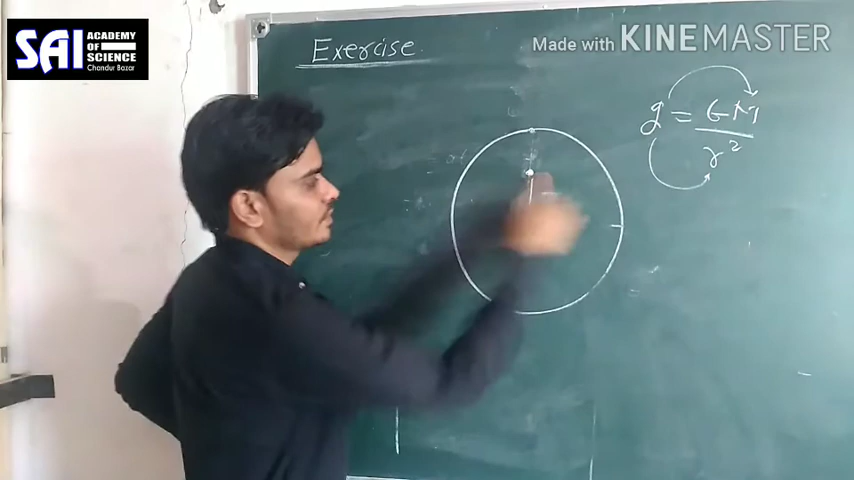 SAI ACADEMY OF SCIENCE
Chandur Bazar
Made with KINEMASTER
Exercise
g = GM
r²